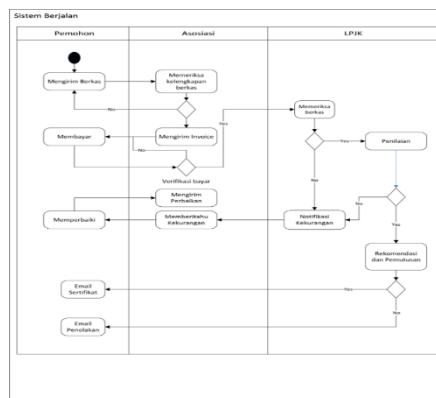 Sistem Berjalan
Pemohon
Asosiasi
LPJK
Mengirim Berkas
Memeriksa
kelengkapan
berkas
No
Mengirim Invoice
Yes
Membayar
No
Verifikasi bayar
Memeriksa
berkas
Yes
Penilaian
No
No
Yes
Mengirim
Perbaikan
Memperbaiki
Memberitahu
Kekurangan
Notifikasi
Kekurangan
Rekomendasi
dan Pemutusan
Email
Sertifikat
Yes
No
Email
Penolakan